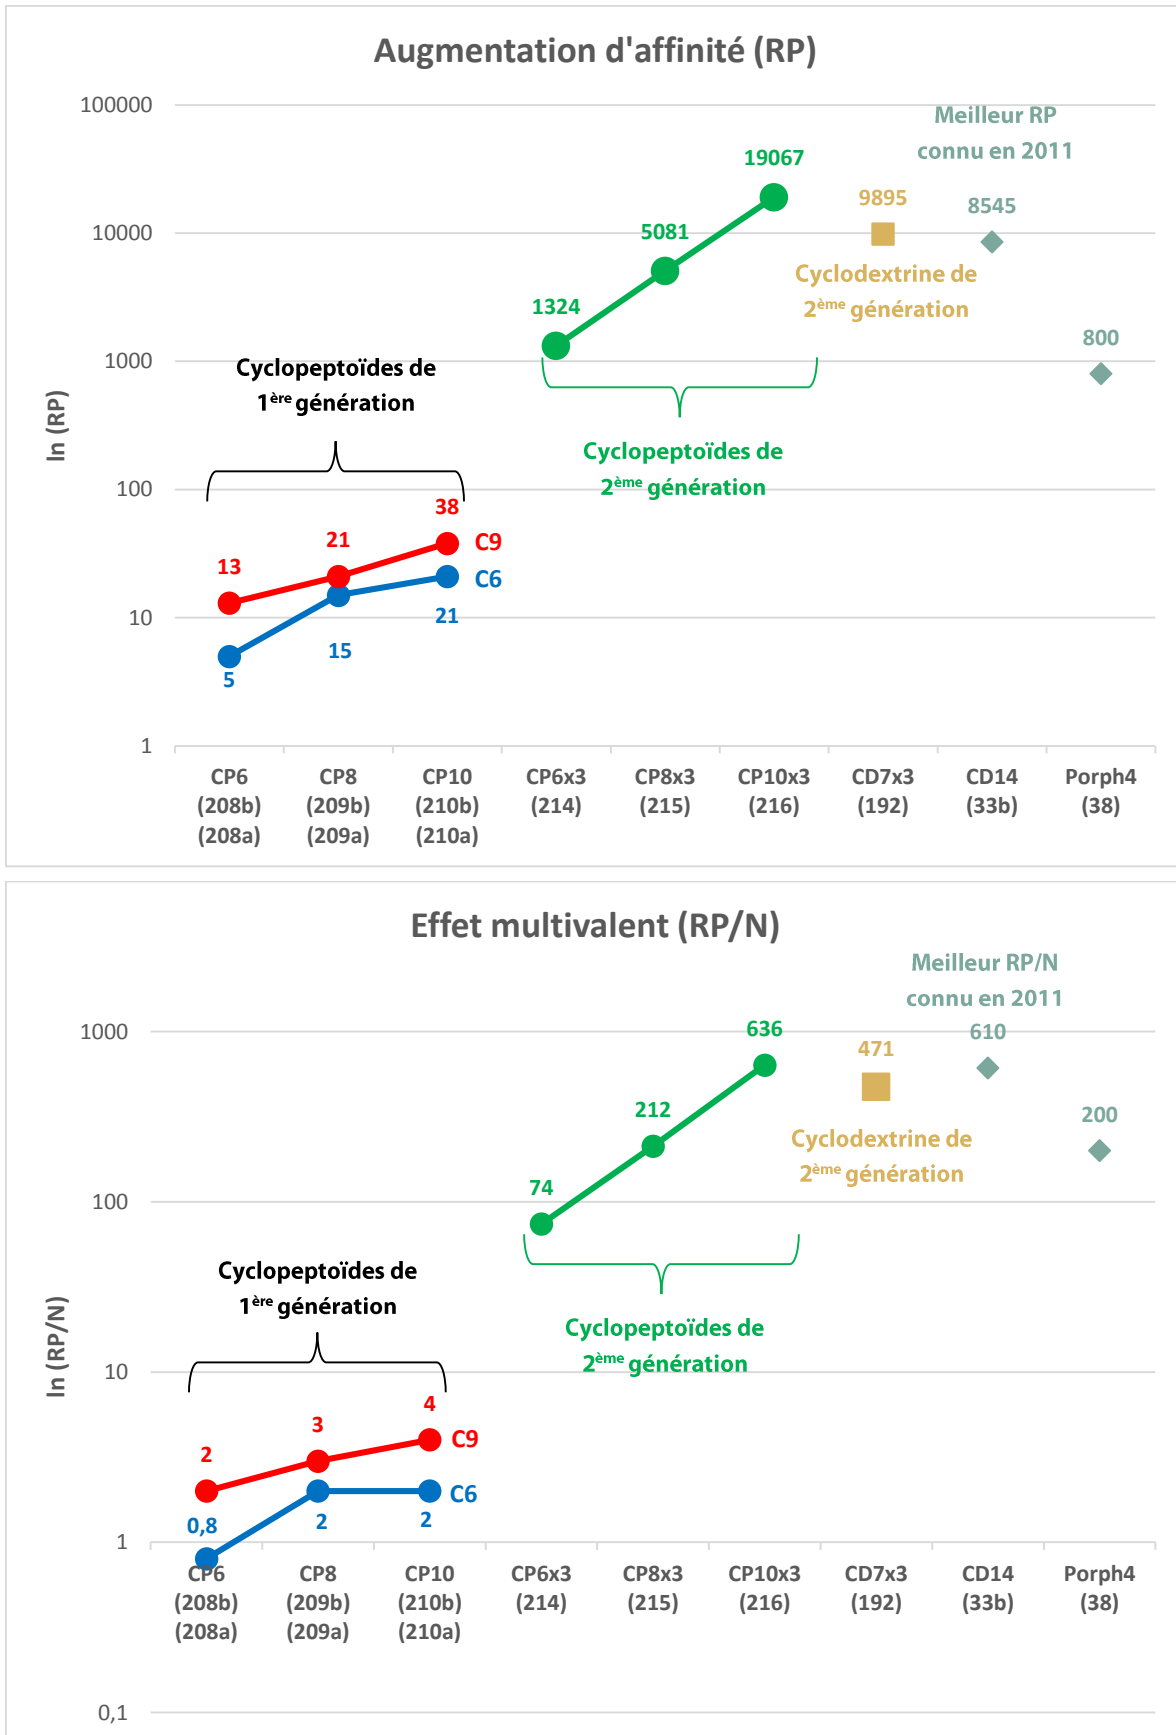 Augmentation d'affinité (RP)
100000
10000
1000
100
10
1
ln (RP)
Meilleur RP
connu en 2011
19067
9895
8545
5081
Cyclodextrine de
2ème génération
1324
800
Cyclopeptoïdes de
1ère génération
Cyclopeptoïdes de
2ème génération
38
21
13
C9
C6
21
15
5
CP6
(208b)
(208a)
CP8
(209b)
(209a)
CP10
(210b)
(210a)
CP6x3
(214)
CP8x3
(215)
CP10x3
(216)
CD7x3
(192)
CD14
(33b)
Porph4
(38)
Effet multivalent (RP/N)
1000
100
10
1
0,1
ln (RP/N)
Meilleur RP/N
connu en 2011
636
471
610
212
200
Cyclodextrine de
2ème génération
74
Cyclopeptoïdes de
1ère génération
Cyclopeptoïdes de
2ème génération
4
3
2
C9
C6
0,8
2
2
CP6
(208b)
(208a)
CP8
(209b)
(209a)
CP10
(210b)
(210a)
CP6x3
(214)
CP8x3
(215)
CP10x3
(216)
CD7x3
(192)
CD14
(33b)
Porph4
(38)